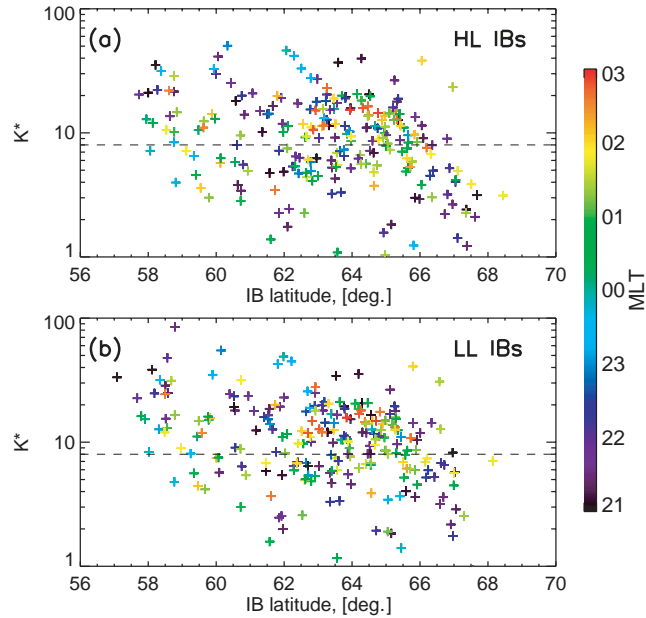 100
(a)
HL IBs
K*
10
1
56 58 60 62 64 66 68 70
IB latitude, [deg.]
100
(b)
LL IBs
K*
10
1
56 58 60 62 64 66 68 70
IB latitude, [deg.]
03
02
01
00
23
22
21
MLT